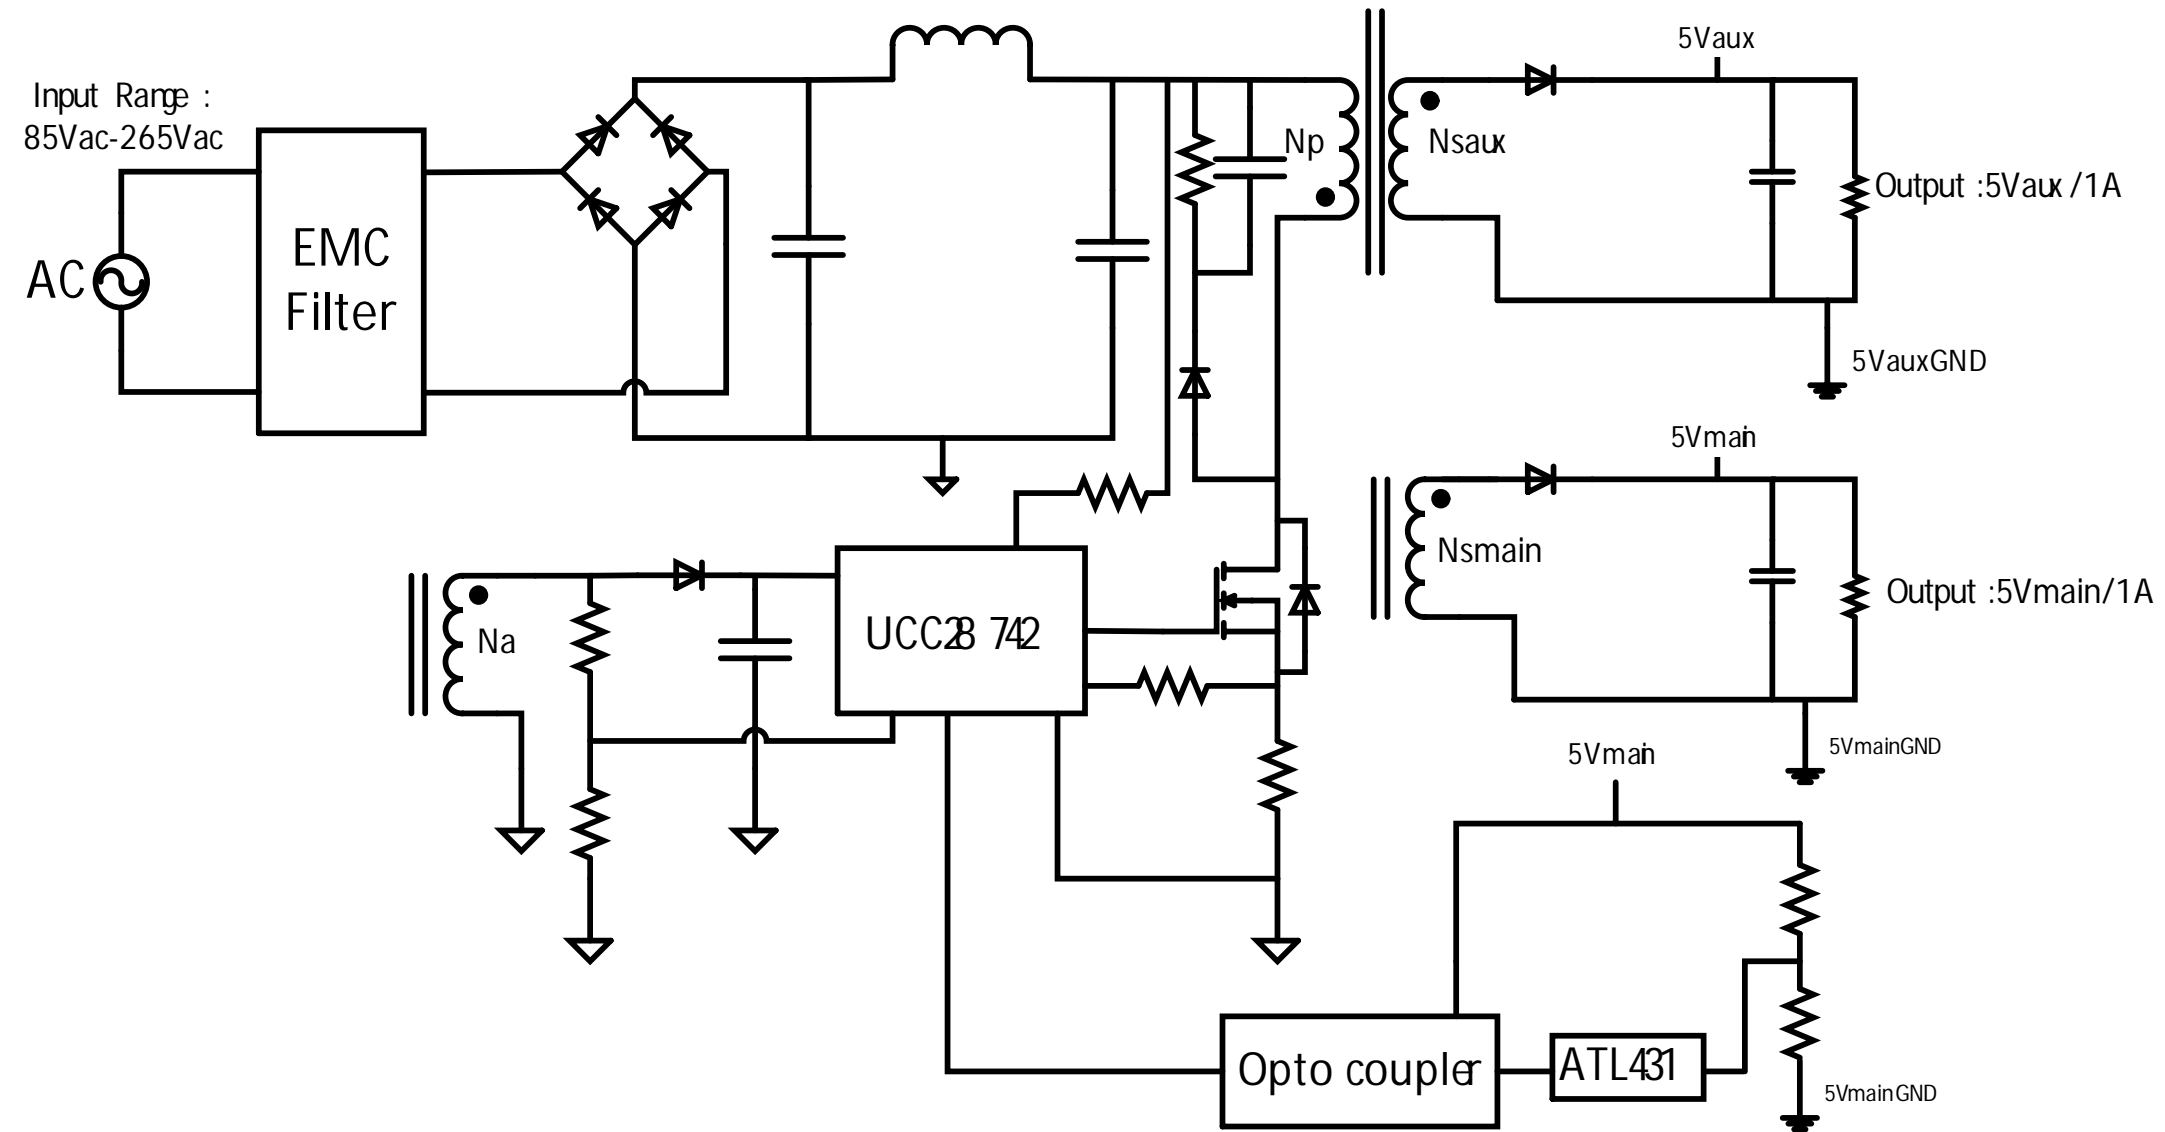 5Vaux
Input Range :
85Vac-265Vac
Np
Nsaux
Output :5Vaux/1A
EMC
Filter
AC
5VauxGND
5Vmain
Nsmain
Output :5Vmain/1A
Na
UCC28742
5VmainGND
5Vmain
Opto coupler
ATL431
5VmainGND